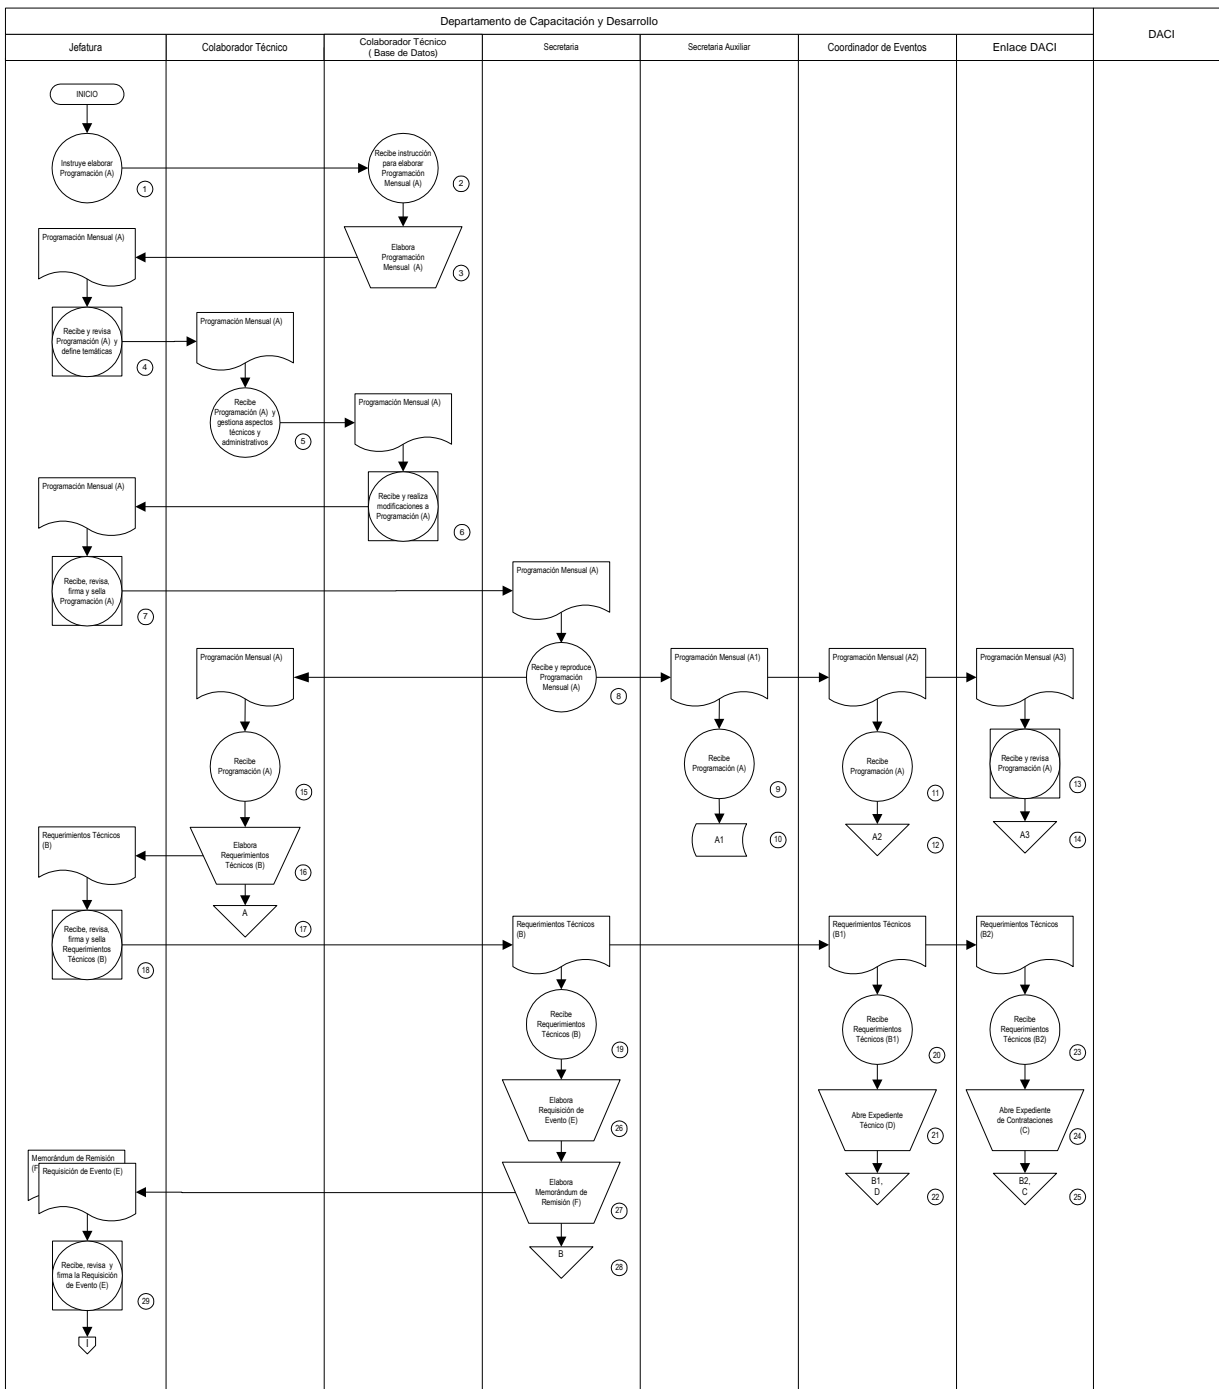 Departamento de Capacitación y Desarrollo
DACI
Jefatura
Colaborador Técnico
Colaborador Técnico
( Base de Datos)
Secretaria
Secretaria Auxiliar
Coordinador de Eventos
Enlace DACI
INICIO
Instruye elaborar
Programación (A)
1
Recibe instrucción
para elaborar
Programación
Mensual (A)
2
Programación Mensual (A)
Elabora
Programación
Mensual (A)
3
Recibe y revisa
Programación (A) y
define temáticas
4
Programación Mensual (A)
Recibe
Programación (A) y
gestiona aspectos
técnicos y
administrativos
5
Programación Mensual (A)
Recibe y realiza
modificaciones a
Programación (A)
6
Programación Mensual (A)
Recibe, revisa,
firma y sella
Programación (A)
7
Programación Mensual (A)
Recibe y reproduce
Programación
Mensual (A)
8
Programación Mensual (A)
Programación Mensual (A1)
Programación Mensual (A2)
Programación Mensual (A3)
Recibe
Programación (A)
15
Recibe
Programación (A)
9
Recibe
Programación (A)
11
Recibe y revisa
Programación (A)
13
A1
10
A2
12
A3
14
Requerimientos Técnicos
(B)
Elabora
Requerimientos
Técnicos (B)
16
A
17
Recibe, revisa,
firma y sella
Requerimientos
Técnicos (B)
18
Requerimientos Técnicos
(B)
Requerimientos Técnicos
(B1)
Requerimientos Técnicos
(B2)
Recibe
Requerimientos
Técnicos (B)
19
Recibe
Requerimientos
Técnicos (B1)
20
Recibe
Requerimientos
Técnicos (B2)
23
Elabora
Requisición de
Evento (E)
26
Abre Expediente
Técnico (D)
21
Abre Expediente
de Contrataciones
(C)
24
Memorándum de Remisión
(F
Requisición de Evento (E)
Elabora
Memorándum de
Remisión (F)
27
B1,
D
22
B2,
C
25
B
28
Recibe, revisa y
firma la Requisición
de Evento (E)
29
I